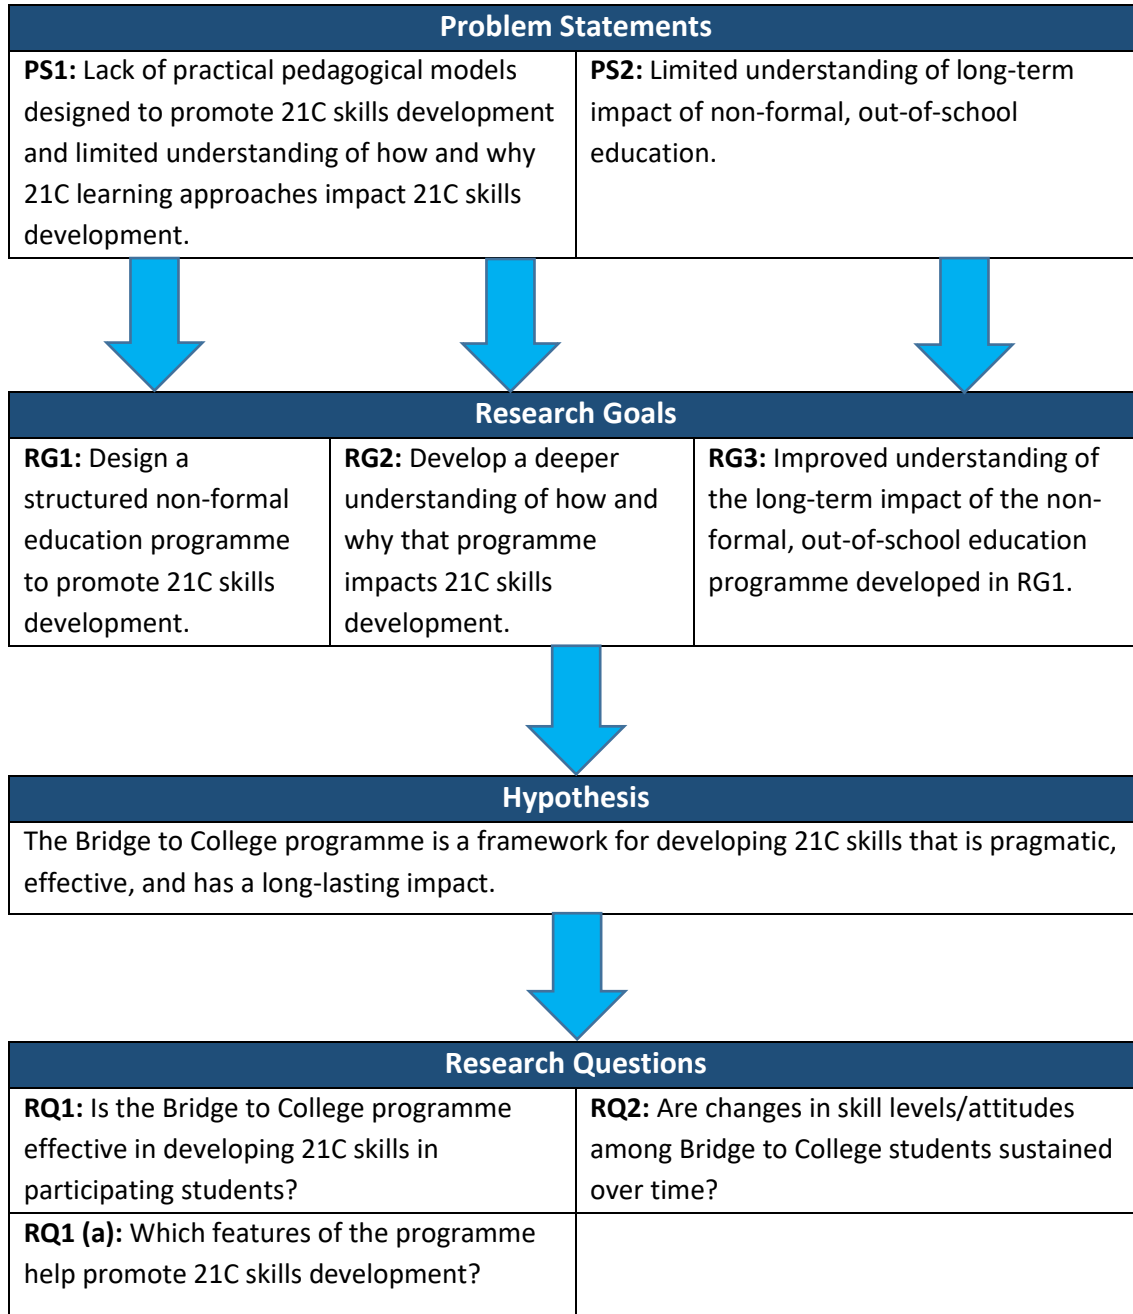 Problem Statements
PS1: Lack of practical pedagogical models
designed to promote 21C skills development
and limited understanding of how and why
21C learning approaches impact 21C skills
development.
PS2: Limited understanding of long-term
impact of non-formal, out-of-school
education.
Research Goals
RG1: Design a
structured non-formal
education programme
to promote 21C skills
development.
RG2: Develop a deeper
understanding of how and
why that programme
impacts 21C skills
development.
RG3: Improved understanding of
the long-term impact of the non-
formal, out-of-school education
programme developed in RG1.
Hypothesis
The Bridge to College programme is a framework for developing 21C skills that is pragmatic,
effective, and has a long-lasting impact.
Research Questions
RQ1: Is the Bridge to College programme
effective in developing 21C skills in
participating students?
RQ2: Are changes in skill levels/attitudes
among Bridge to College students sustained
over time?
RQ1 (a): Which features of the programme
help promote 21C skills development?